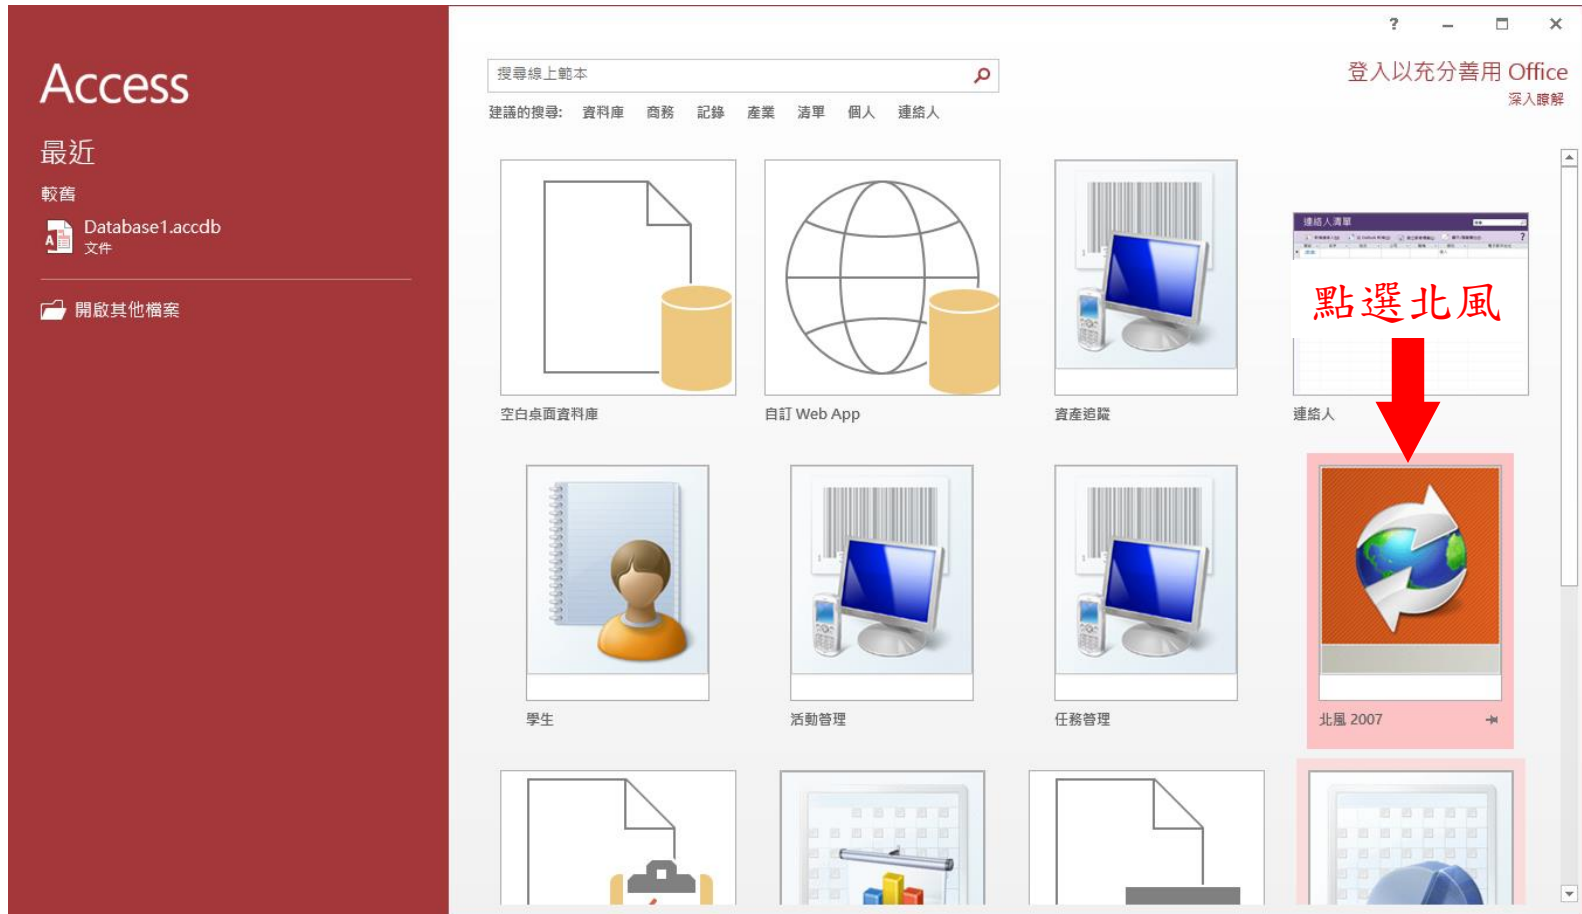 Access
最近
較舊
Database1.accdb
文件
開啟其他檔案
?
搜尋線上範本
建議的搜尋: 資料庫 商務 記錄 產業 清單 個人 連絡人
登入以充分善用 Office
深入瞭解
連絡人清單
點選北風
空白桌面資料庫
自訂 Web App
資產追蹤
連絡人
學生
活動管理
任務管理
北風 2007